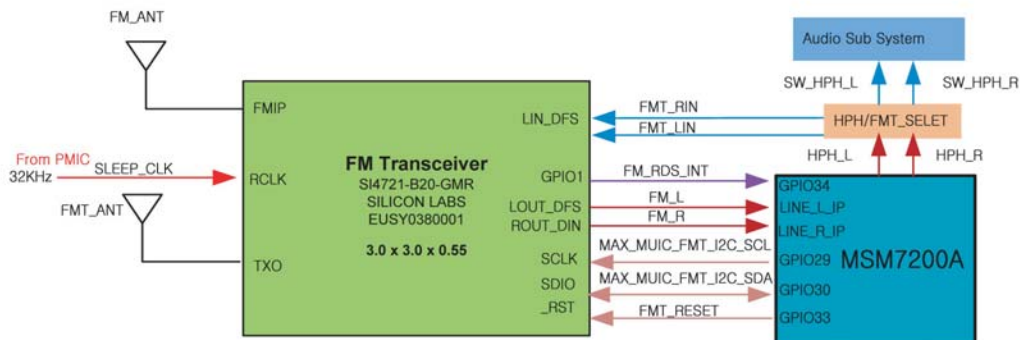 FM_ANT
Audio Sub System
SW_HPH_L
SW_HPH_R
FMIP
LIN_DFS
FMT_RIN
FMT_LIN
HPH/FMT_SELET
HPH_L
HPH_R
From PMIC
32KHz
SLEEP_CLK
RCLK
FM Transceiver
SI4721-B20-GMR
SILICON LABS
EUSY0380001
3.0 x 3.0 x 0.55
GPIO1
FM_RDS_INT
GPIO34
LOUT_DFS
FM_L
LINE_L_IP
ROUT_DIN
FM_R
LINE_R_IP
FMT_ANT
TXO
SCLK
MAX_MUIC_FMT_I2C_SCL
GPIO29
MSM7200A
SDIO
MAX_MUIC_FMT_I2C_SDA
GPIO30
_RST
FMT_RESET
GPIO33